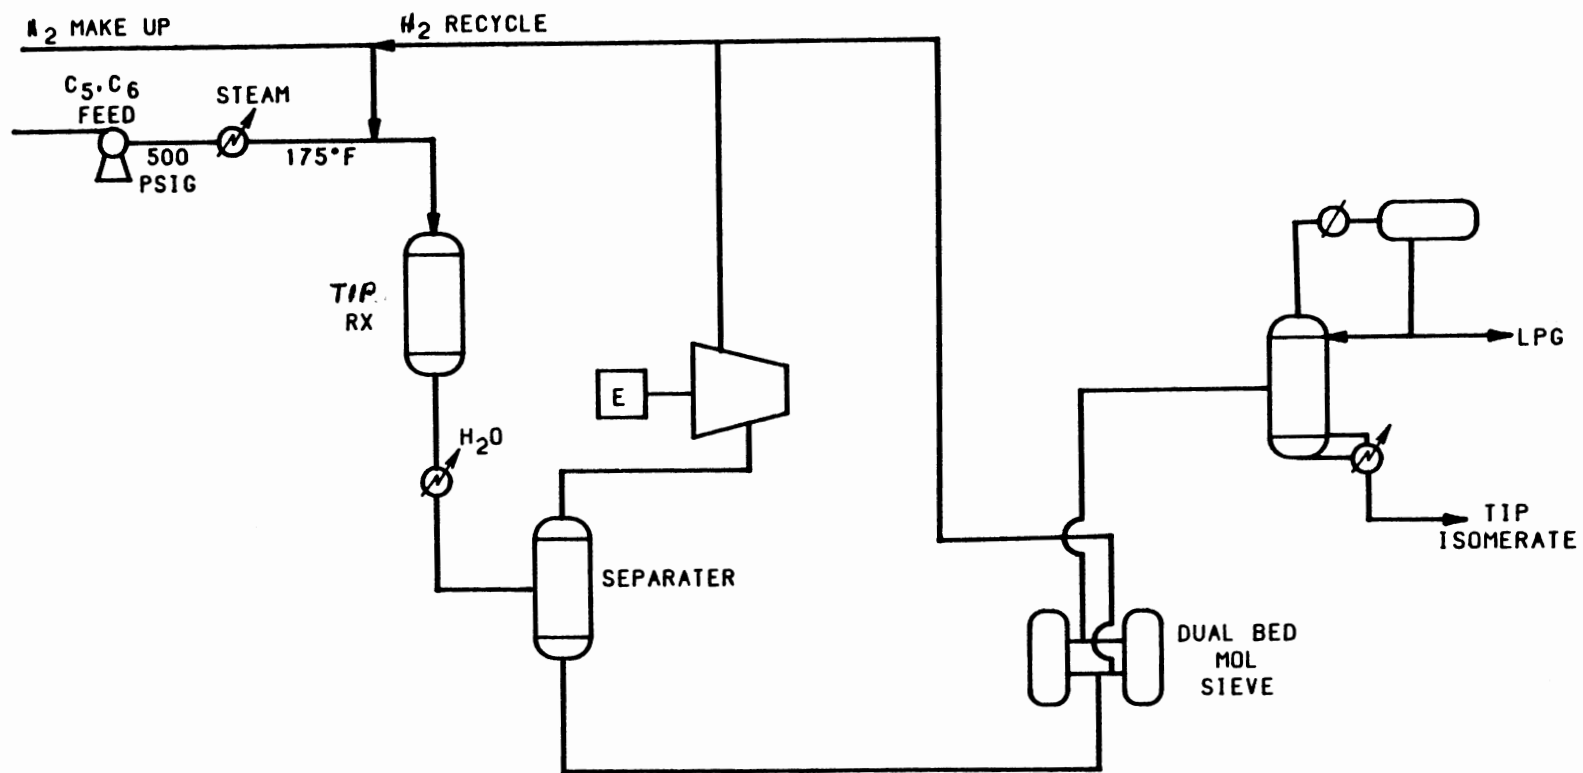 H₂ MAKE UP
H₂ RECYCLE
C₅.C₆
FEED
STEAM
500
PSIG
175°F
TIP
RX
E
H₂O
SEPARATER
LPG
TIP
ISOMERATE
DUAL BED
MOL
SIEVE